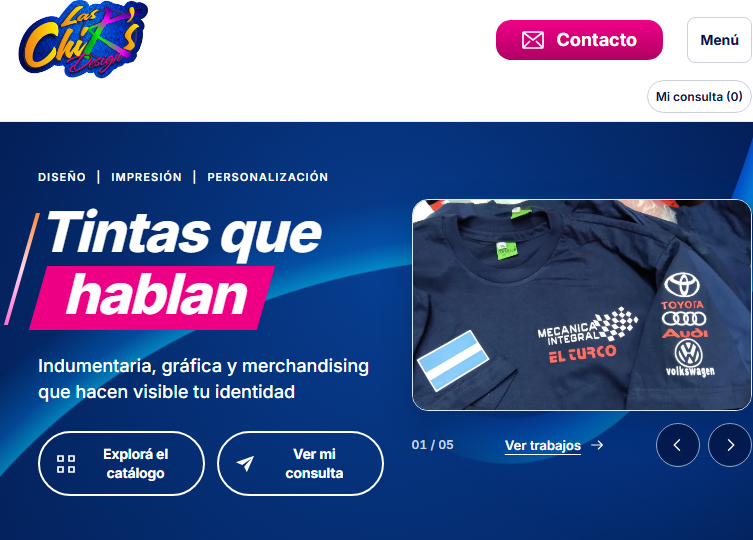 Las
Chik's
Design
Contacto
Menú
Mi consulta (0)
DISEÑO | IMPRESIÓN | PERSONALIZACIÓN
Tintas que
hablan
Indumentaria, gráfica y merchandising
que hacen visible tu identidad
Explorá el
catálogo
Ver mi
consulta
MECANICA
INTEGRAL
EL TURCO
TOYOTA
Audi
volkswagen
01 / 05
Ver trabajos